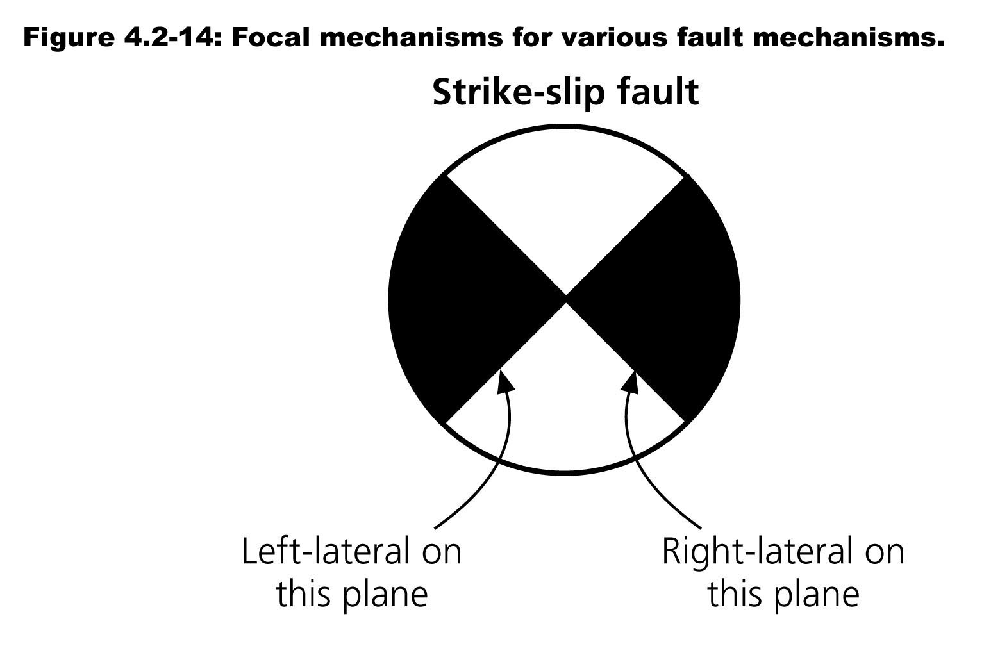 Figure 4.2-14: Focal mechanisms for various fault mechanisms.
Strike-slip fault
Left-lateral on
this plane
Right-lateral on
this plane